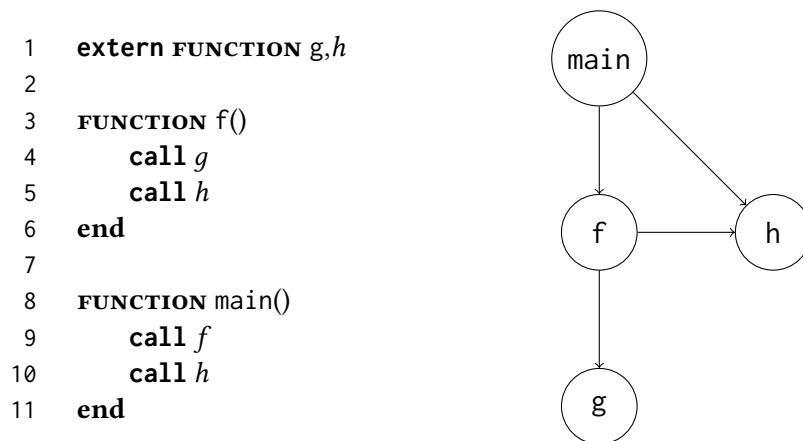 1 extern FUNCTION g,h
2
3 FUNCTION f()
4 call g
5 call h
6 end
7
8 FUNCTION main()
9 call f
10 call h
11 end
main
f
h
g